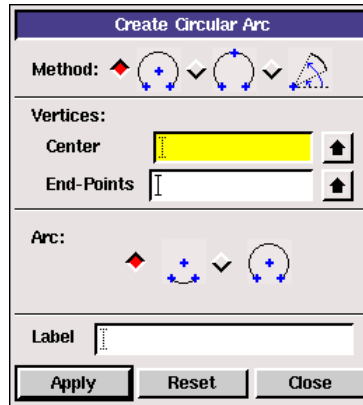 Create Circular Arc
Method:
Vertices:
Center
End-Points
Arc:
Label
Apply Reset Close